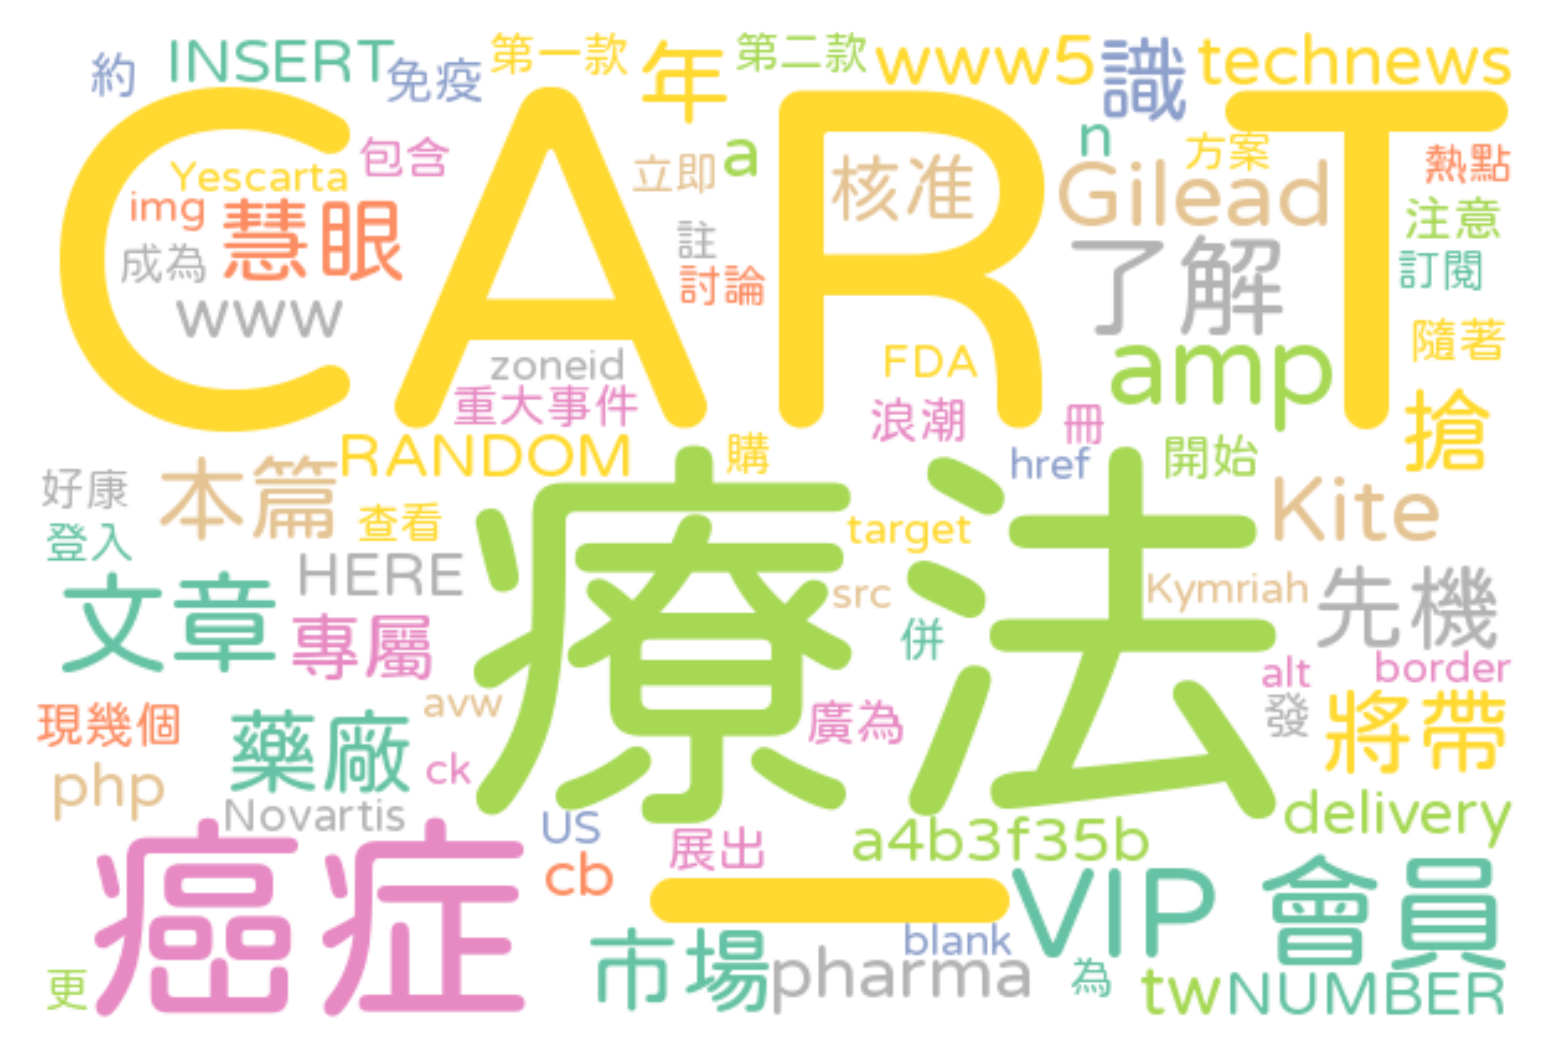 約 INSERT 免疫 第一款 年 第二款 www5 識 technews
CART
Yescarta 包含 立即 a 核准 n 方案 熱點
img 慧眼 註 Gilead 注意
成為 討論 了解 訂閱
www zoneid FDA amp 隨著
重大事件 浪潮 冊 搶
RANDOM 購 href 開始
好康 本篇 查看 療法 target Kite
登入 HERE src Kymriah 先機
文章 專屬 併 alt border
現幾個 藥廠 avw 廣為 發 將帶
php ck delivery
Novartis US 展出 a4b3f35b
癌症 cb 一 VIP 會員
更 市場 pharma blank 為 tw NUMBER